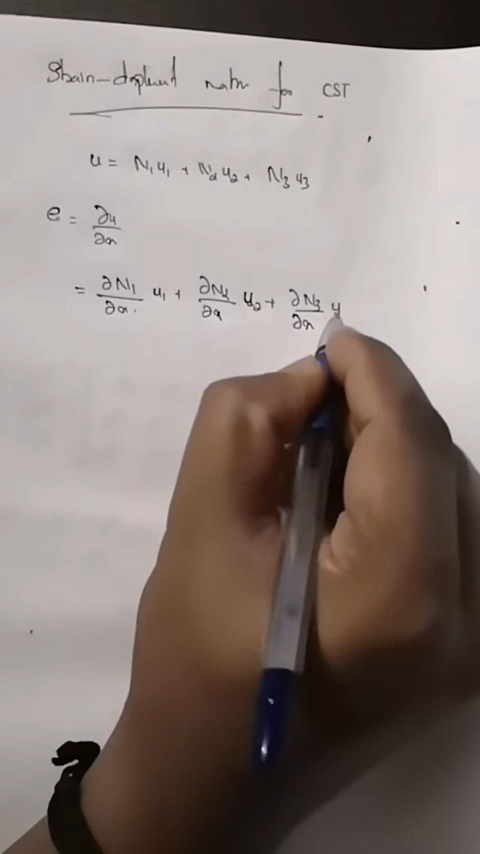 Strain-displacement matrix for CST
u = N₁u₁ + N₂u₂ + N₃u₃
e = ∂u/∂x
= ∂N₁/∂x u₁ + ∂N₂/∂x u₂ + ∂N₃/∂x u